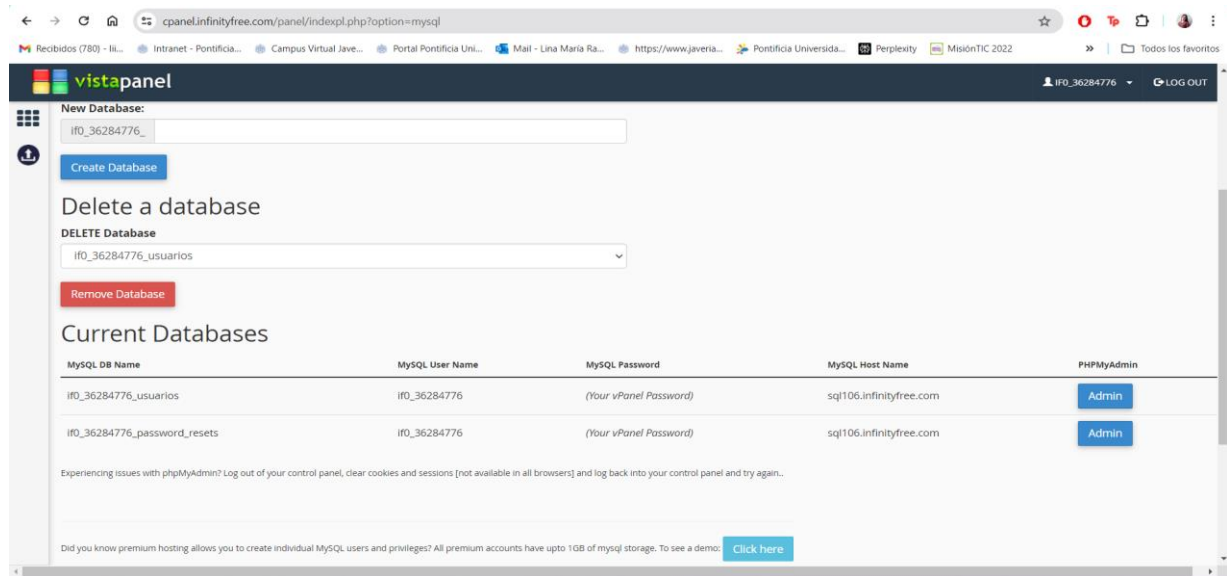 cpanel.infinityfree.com/panel/indexpl.php?option=mysql
Recibidos (780) - lii... Intranet - Pontificia... Campus Virtual Jave... Portal Pontificia Uni... Mail - Lina María Ra... https://www.javeria... Pontificia Universida... Perplexity MisiónTIC 2022 » Todos los favoritos
vistapanel IF0_36284776 LOG OUT
New Database:
if0_36284776_
Create Database
Delete a database
DELETE Database
if0_36284776_usuarios
Remove Database
Current Databases
MySQL DB Name MySQL User Name MySQL Password MySQL Host Name PHPMyAdmin
if0_36284776_usuarios if0_36284776 (Your vPanel Password) sql106.infinityfree.com Admin
if0_36284776_password_resets if0_36284776 (Your vPanel Password) sql106.infinityfree.com Admin
Experiencing issues with phpMyAdmin? Log out of your control panel, clear cookies and sessions [not available in all browsers] and log back into your control panel and try again..
Did you know premium hosting allows you to create individual MySQL users and privileges? All premium accounts have upto 1GB of mysql storage. To see a demo: Click here